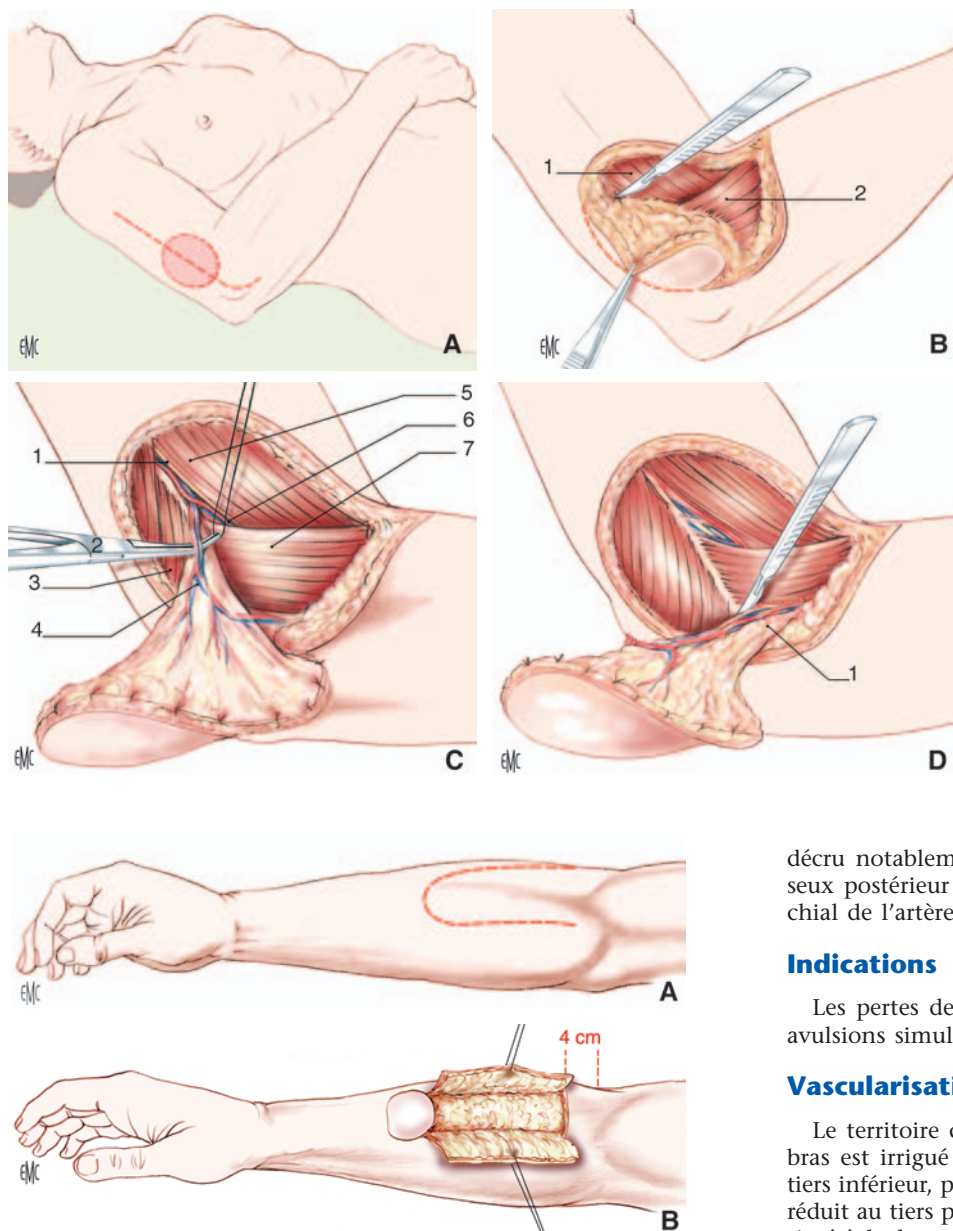 EMC
A
1
2
EMC
B
1
2
3
4
5
6
7
EMC
C
1
EMC
D
EMC
A
4 cm
EMC
B
décru notablem
seux postérieur
chial de l'artère
Indications
Les pertes de
avulsions simul
Vascularisati
Le territoire
bras est irrigué
tiers inférieur, p
réduit au tiers p